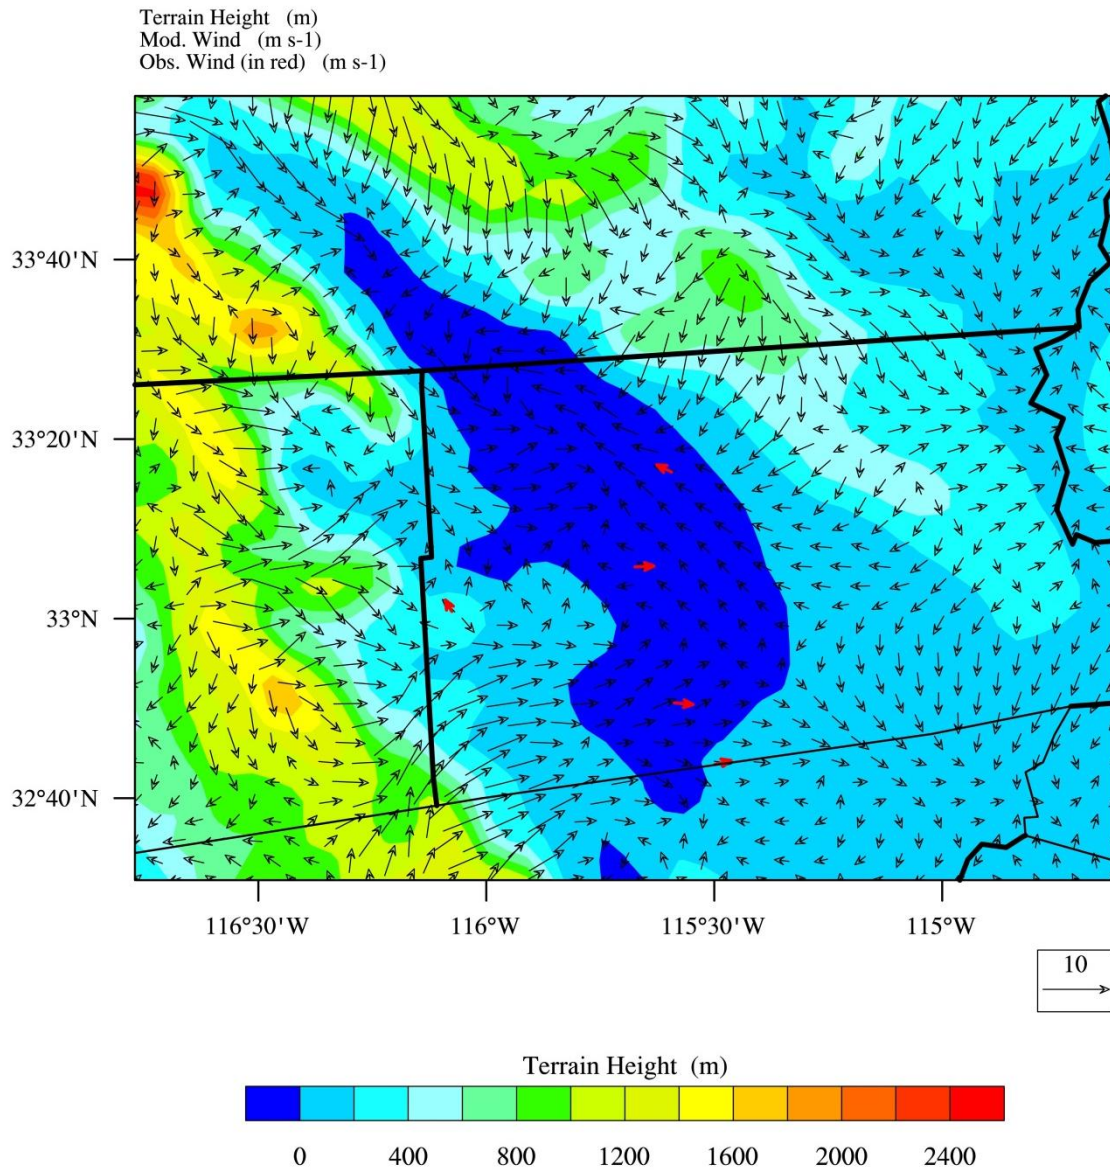 Terrain Height (m)
Mod. Wind (m s-1)
Obs. Wind (in red) (m s-1)
33°40'N
33°20'N
33°N
32°40'N
116°30'W 116°W 115°30'W 115°W
10
Terrain Height (m)
0 400 800 1200 1600 2000 2400